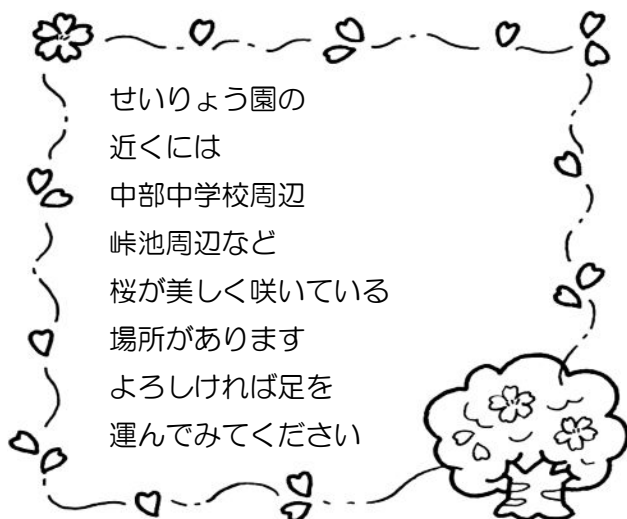 せいりょう園の
近くには
中部中学校周辺
峠池周辺など
桜が美しく咲いている
場所があります
よろしければ足を
運んでみてください